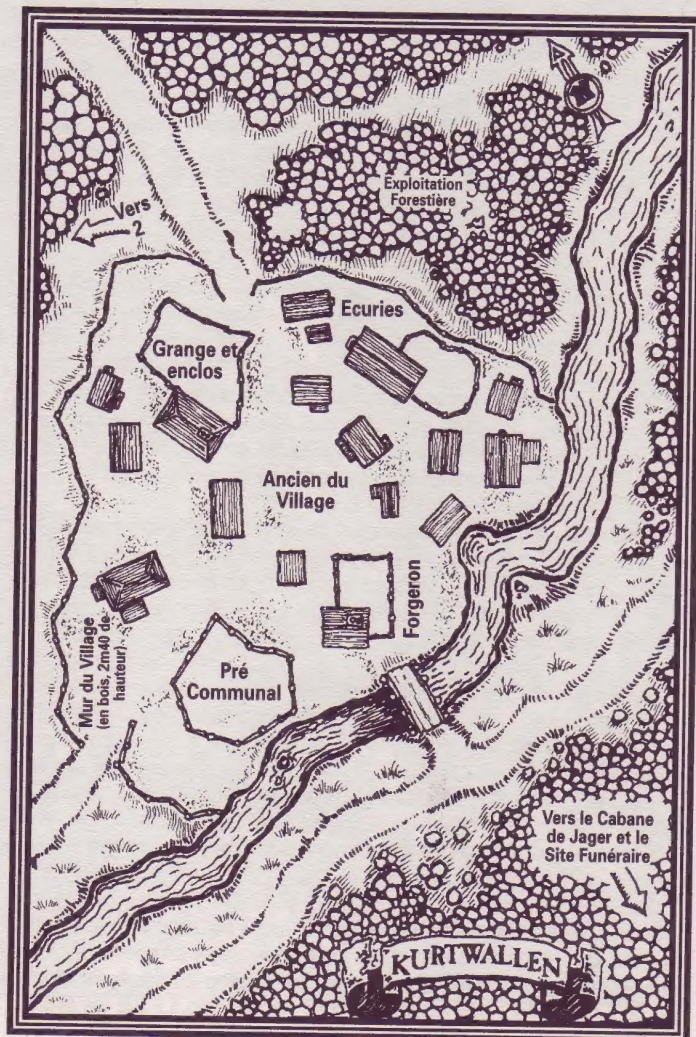 Exploitation
Forestière
Vers
2
Ecuries
Grange et
enclos
Ancien du
Village
Forgeron
Mur du Village
(en bois, 2m40 de
hauteur).
Pré
Communal
Vers le Cabane
de Jager et le
Site Funéraire
KURTWALLEN